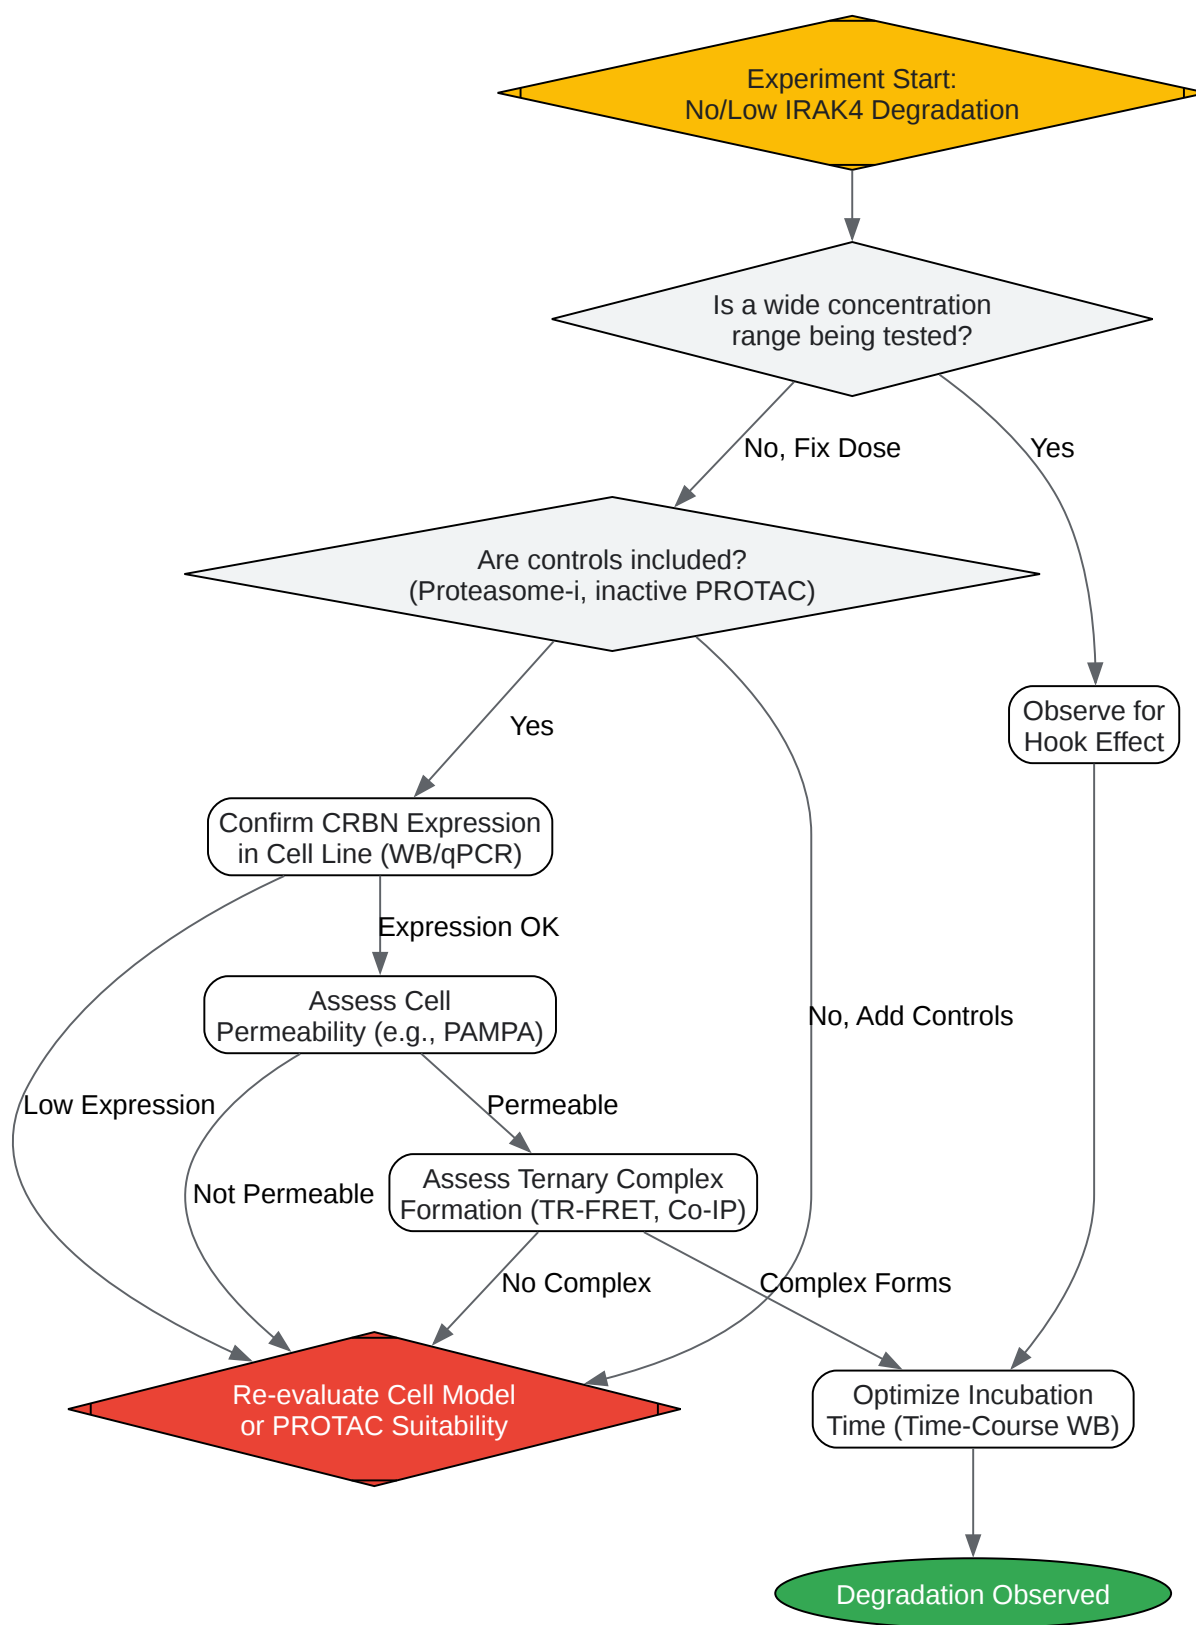 Experiment Start:
No/Low IRAK4 Degradation
Is a wide concentration
range being tested?
No, Fix Dose
Yes
Are controls included?
(Proteasome-i, inactive PROTAC)
Observe for
Hook Effect
Yes
Confirm CRBN Expression
in Cell Line (WB/qPCR)
Expression OK
Assess Cell
Permeability (e.g., PAMPA)
No, Add Controls
Low Expression
Permeable
Not Permeable
Assess Ternary Complex
Formation (TR-FRET, Co-IP)
No Complex
Complex Forms
Re-evaluate Cell Model
or PROTAC Suitability
Optimize Incubation
Time (Time-Course WB)
Degradation Observed